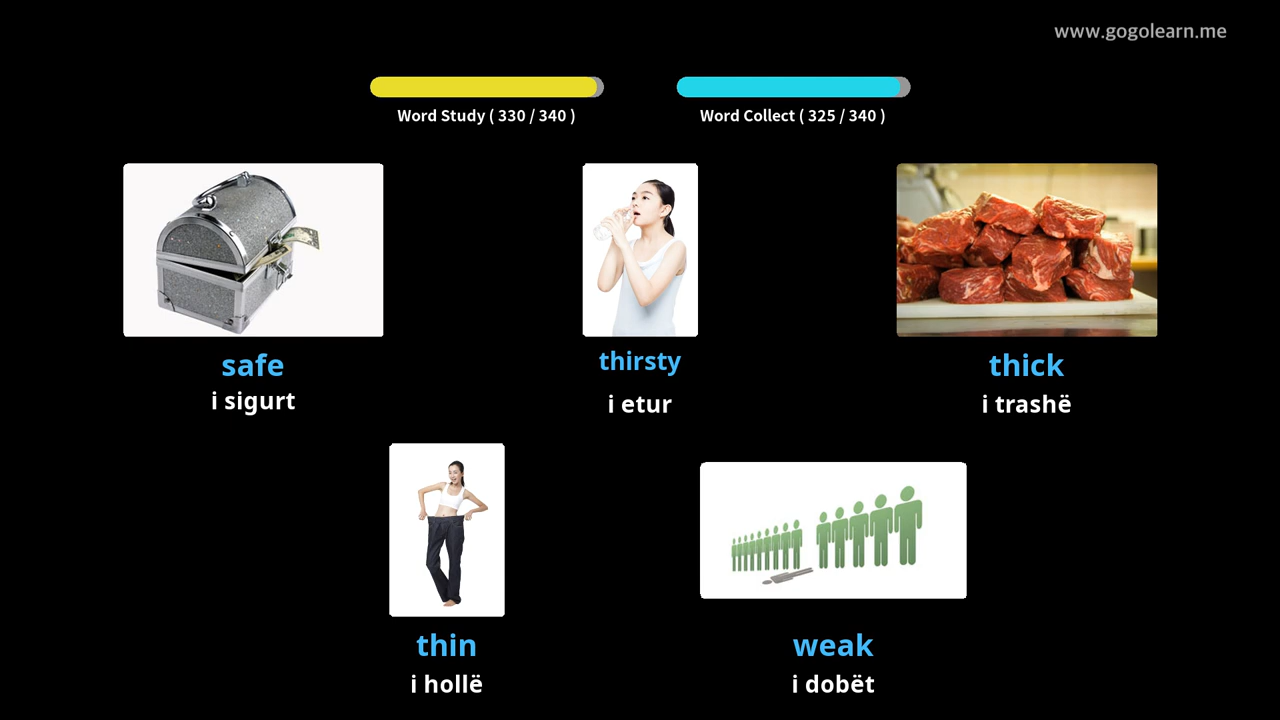 www.gogolearn.me
Word Study ( 330 / 340 )
Word Collect ( 325 / 340 )
safe
i sigurt
thirsty
i etur
thick
i trashë
thin
i hollë
weak
i dobët